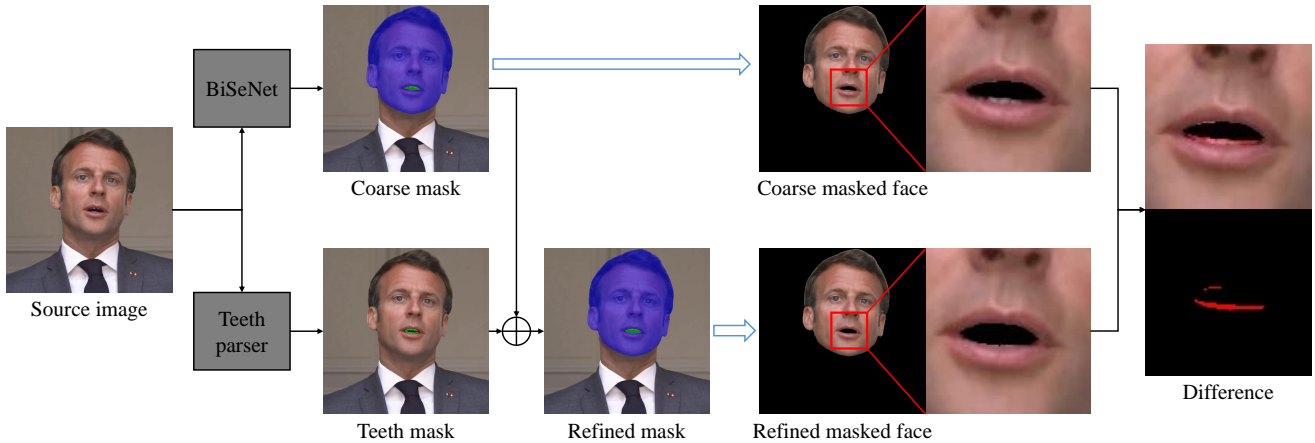 BiSeNet
Coarse mask
Coarse masked face
Source image
Teeth
parser
Teeth mask
Refined mask
Refined masked face
Difference